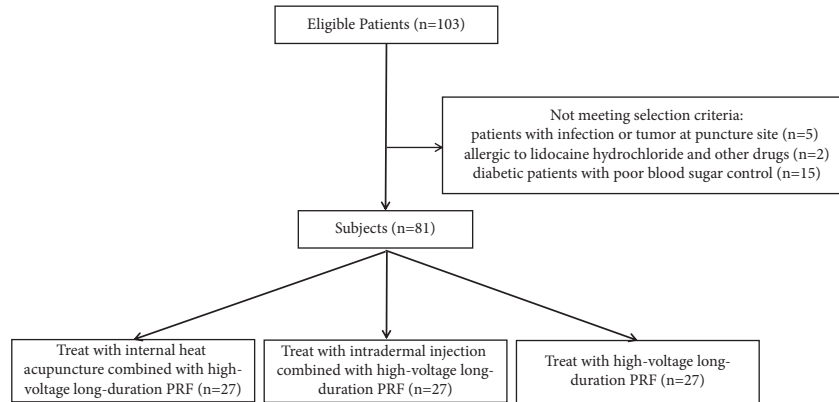 Eligible Patients (n=103)
Not meeting selection criteria:
patients with infection or tumor at puncture site (n=5)
allergic to lidocaine hydrochloride and other drugs (n=2)
diabetic patients with poor blood sugar control (n=15)
Subjects (n=81)
Treat with internal heat
acupuncture combined with high-
voltage long-duration PRF (n=27)
Treat with intradermal injection
combined with high-voltage long-
duration PRF (n=27)
Treat with high-voltage long-
duration PRF (n=27)